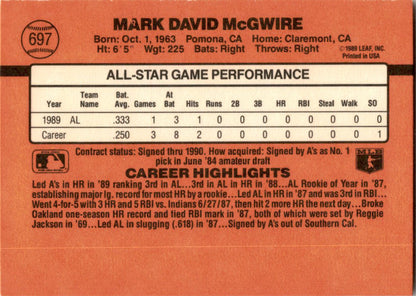 697
MARK DAVID McGWIRE
Born: Oct. 1, 1963 Pomona, CA Home: Claremont, CA
Ht: 6'5" Wgt: 225 Bats: Right Throws: Right
© 1989 LEAF, INC.
Printed in USA
ALL-STAR GAME PERFORMANCE
Year Team Name Bat. Avg. Games At Bat Hits Runs 2B 3B HR RBI Steal Walk SO
1989 AL .333 1 3 1 0 0 0 0 0 0 0 0
Career .250 3 8 2 0 0 0 0 0 0 0 1
Contract status: Signed thru 1990. How acquired: Signed by A's as No. 1
pick in June '84 amateur draft
MLB
CAREER HIGHLIGHTS
Led A's in HR in '89 ranking 3rd in AL...3rd in AL HR in '88...AL Rookie of Year in '87,
establishing major lg. record for most HR by a rookie...Led AL in HR in '87 and was 3rd in RBI...
Went 4-for-5 with 3 HR and 5 RBI vs. Indians 6/27/87, then hit 2 more HR the next day...Broke
Oakland one-season HR record and tied RBI mark in '87, both of which were set by Reggie
Jackson in '69...Led AL in slugging (.618) in '87...Signed by A's out of Southern Cal.